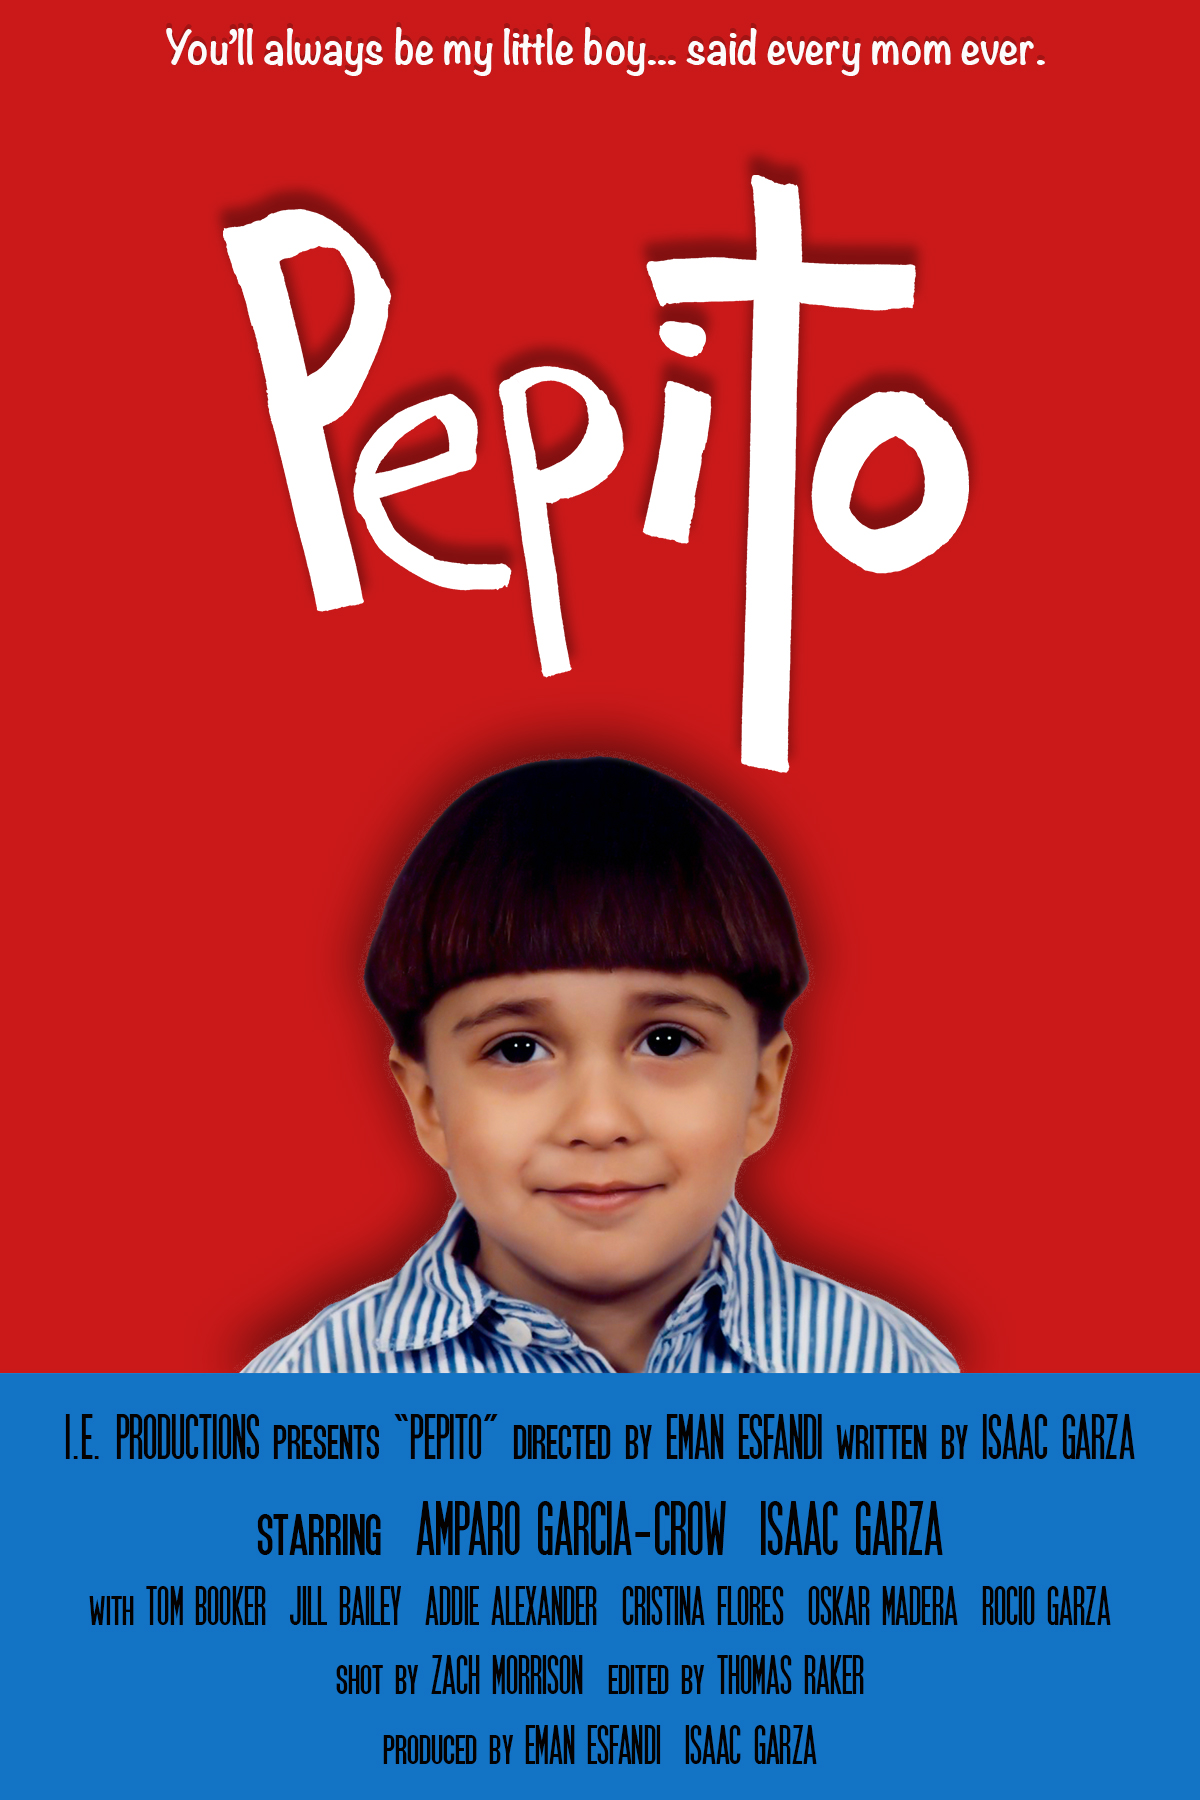 You'll always be my little boy... said every mom ever.
Pepito
I.E. PRODUCTIONS PRESENTS "PEPITO" DIRECTED BY EMAN ESFANDI WRITTEN BY ISAAC GARZA
STARRING AMPARO GARCIA-CROW ISAAC GARZA
WITH TOM BOOKER JILL BAILEY ADDIE ALEXANDER CRISTINA FLORES OSKAR MADERA ROCIO GARZA
SHOT BY ZACH MORRISON EDITED BY THOMAS RAKER
PRODUCED BY EMAN ESFANDI ISAAC GARZA